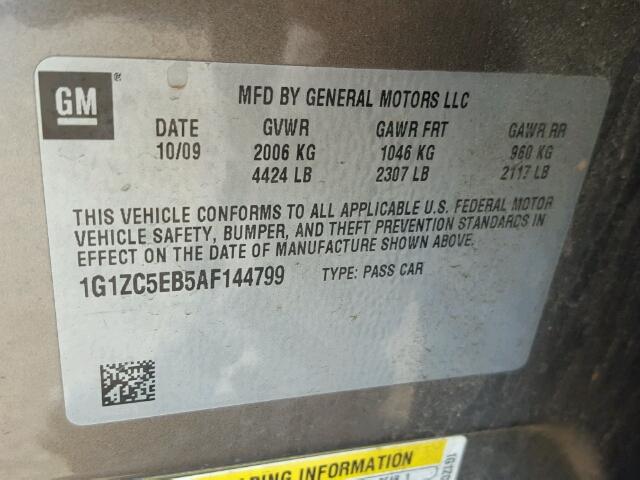 GM®
MFD BY GENERAL MOTORS LLC
DATE GVWR GAWR FRT GAWR RR
10/09 2006 KG 1046 KG 960 KG
4424 LB 2307 LB 2117 LB
THIS VEHICLE CONFORMS TO ALL APPLICABLE U.S. FEDERAL MOTOR
VEHICLE SAFETY, BUMPER, AND THEFT PREVENTION STANDARDS IN
EFFECT ON THE DATE OF MANUFACTURE SHOWN ABOVE.
1G1ZC5EB5AF144799 TYPE: PASS CAR
INFORMATION